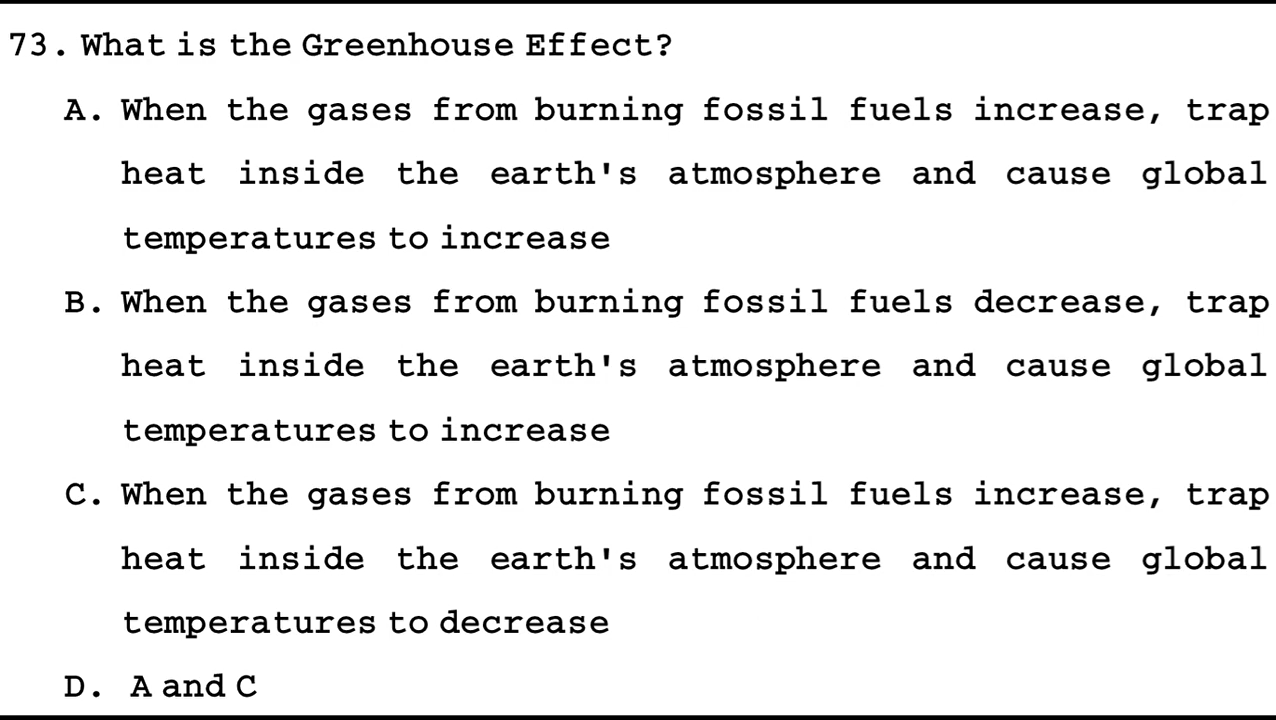 73. What is the Greenhouse Effect?
A. When the gases from burning fossil fuels increase, trap
heat inside the earth's atmosphere and cause global
temperatures to increase
B. When the gases from burning fossil fuels decrease, trap
heat inside the earth's atmosphere and cause global
temperatures to increase
C. When the gases from burning fossil fuels increase, trap
heat inside the earth's atmosphere and cause global
temperatures to decrease
D. A and C